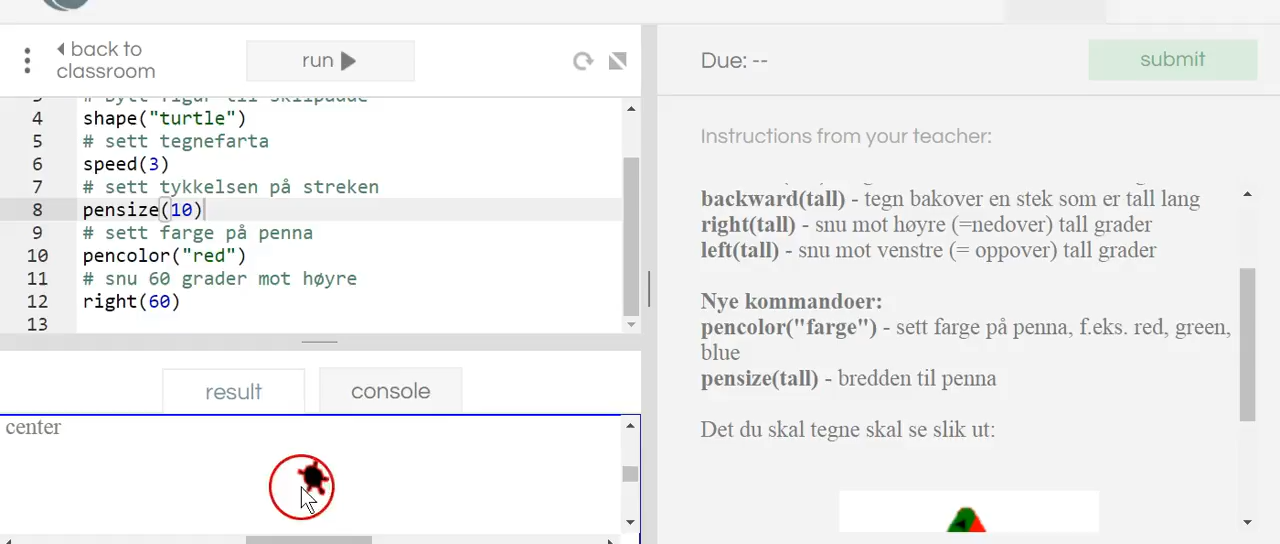 back to
classroom
run
Due: --
submit
3 # bytt figur til skilpadde
4 shape("turtle")
5 # sett tegnefarta
6 speed(3)
7 # sett tykkelsen på streken
8 pensize(10)
9 # sett farge på penna
10 pencolor("red")
11 # snu 60 grader mot høyre
12 right(60)
13
result
console
center
Instructions from your teacher:
backward(tall) - tegn bakover en stek som er tall lang
right(tall) - snu mot høyre (=nedover) tall grader
left(tall) - snu mot venstre (= oppover) tall grader
Nye kommandoer:
pencolor("farge") - sett farge på penna, f.eks. red, green,
blue
pensize(tall) - bredden til penna
Det du skal tegne skal se slik ut: